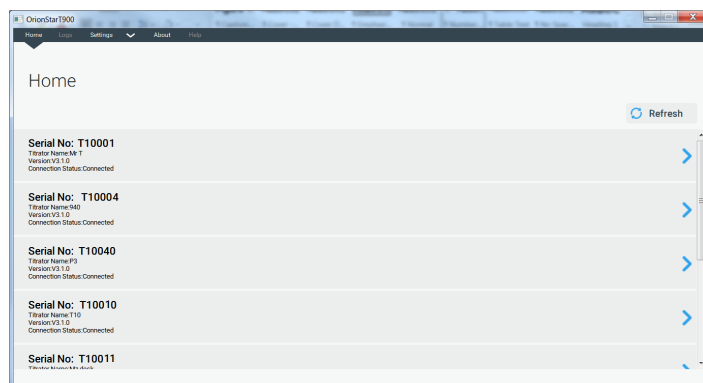 OrionStarT900
Home Logs Settings About Help
Home
Refresh
Serial No: T10001
Titrator Name:Mr T
Version:V3.1.0
Connection Status:Connected
Serial No: T10004
Titrator Name:940
Version:V3.1.0
Connection Status:Connected
Serial No: T10040
Titrator Name:P3
Version:V3.1.0
Connection Status:Connected
Serial No: T10010
Titrator Name:T10
Version:V3.1.0
Connection Status:Connected
Serial No: T10011
Titrator Name: